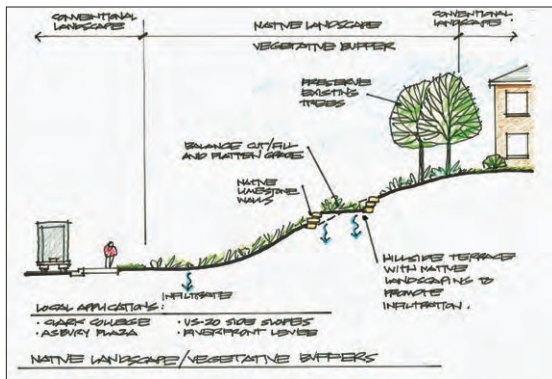 CONVENTIONAL
LANDSCAPE
NATIVE LANDSCAPE
VEGETATIVE BUFFER
CONVENTIONAL
LANDSCAPE
PRESERVE
EXISTING
TREES
BALANCE CUT/FILL
AND FLATTEN GRADE
NATIVE
LIMESTONE
WALLS
HILLSIDE TERRACE
WITH NATIVE
LANDSCAPING TO
PROMOTE
INFILTRATION.
INFILTRATE
LOCAL APPLICATIONS:
• CLARK COLLEGE
• ASBURY PLAZA
• US-20 SIDE SLOPES
• RIVERFRONT LEVEE
NATIVE LANDSCAPE/VEGETATIVE BUFFERS